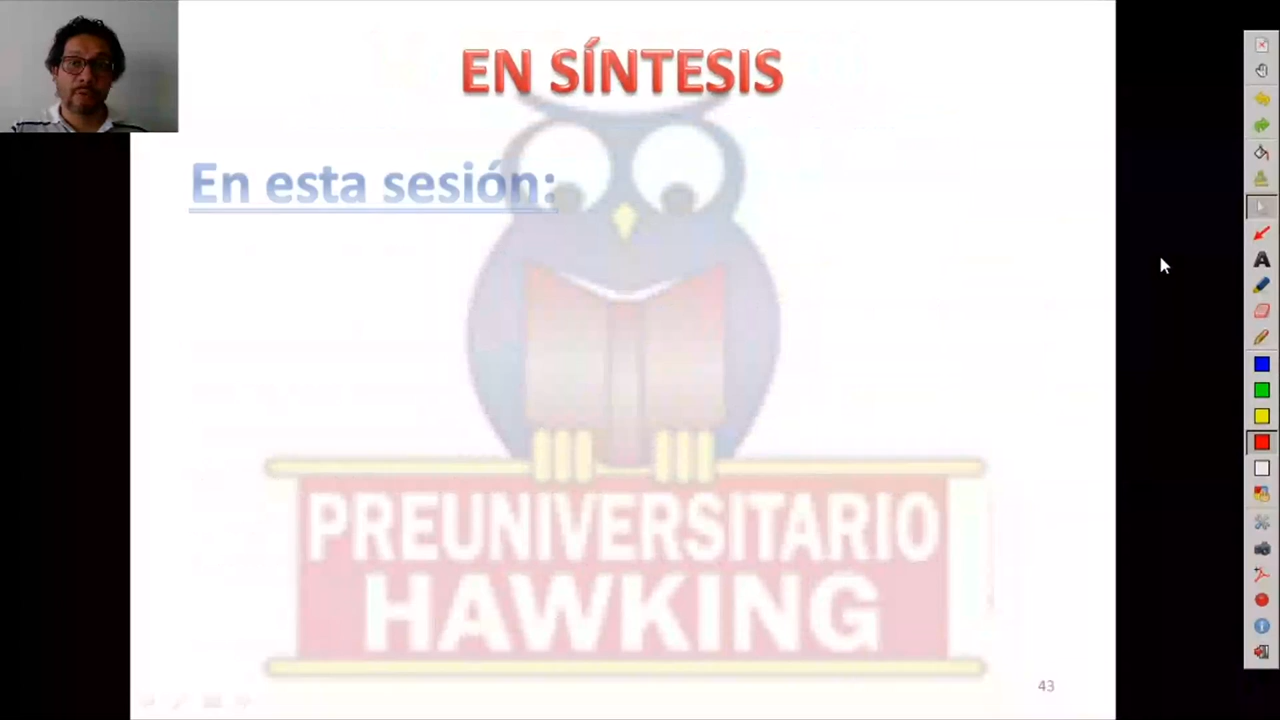 EN SÍNTESIS
En esta sesión:
PREUNIVERSITARIO
HAWKING
43
A